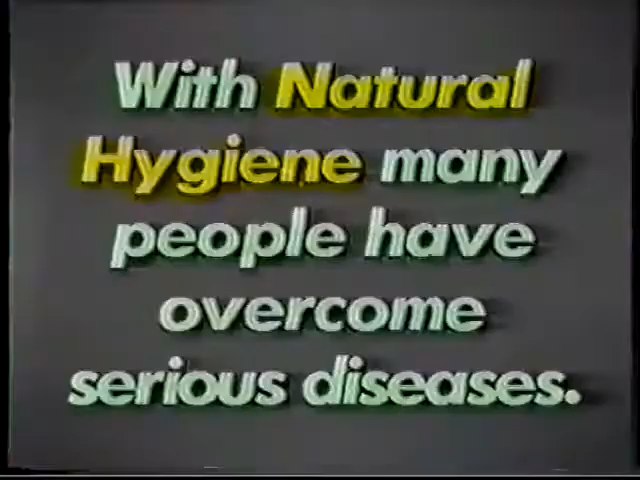 With Natural
Hygiene many
people have
overcome
serious diseases.